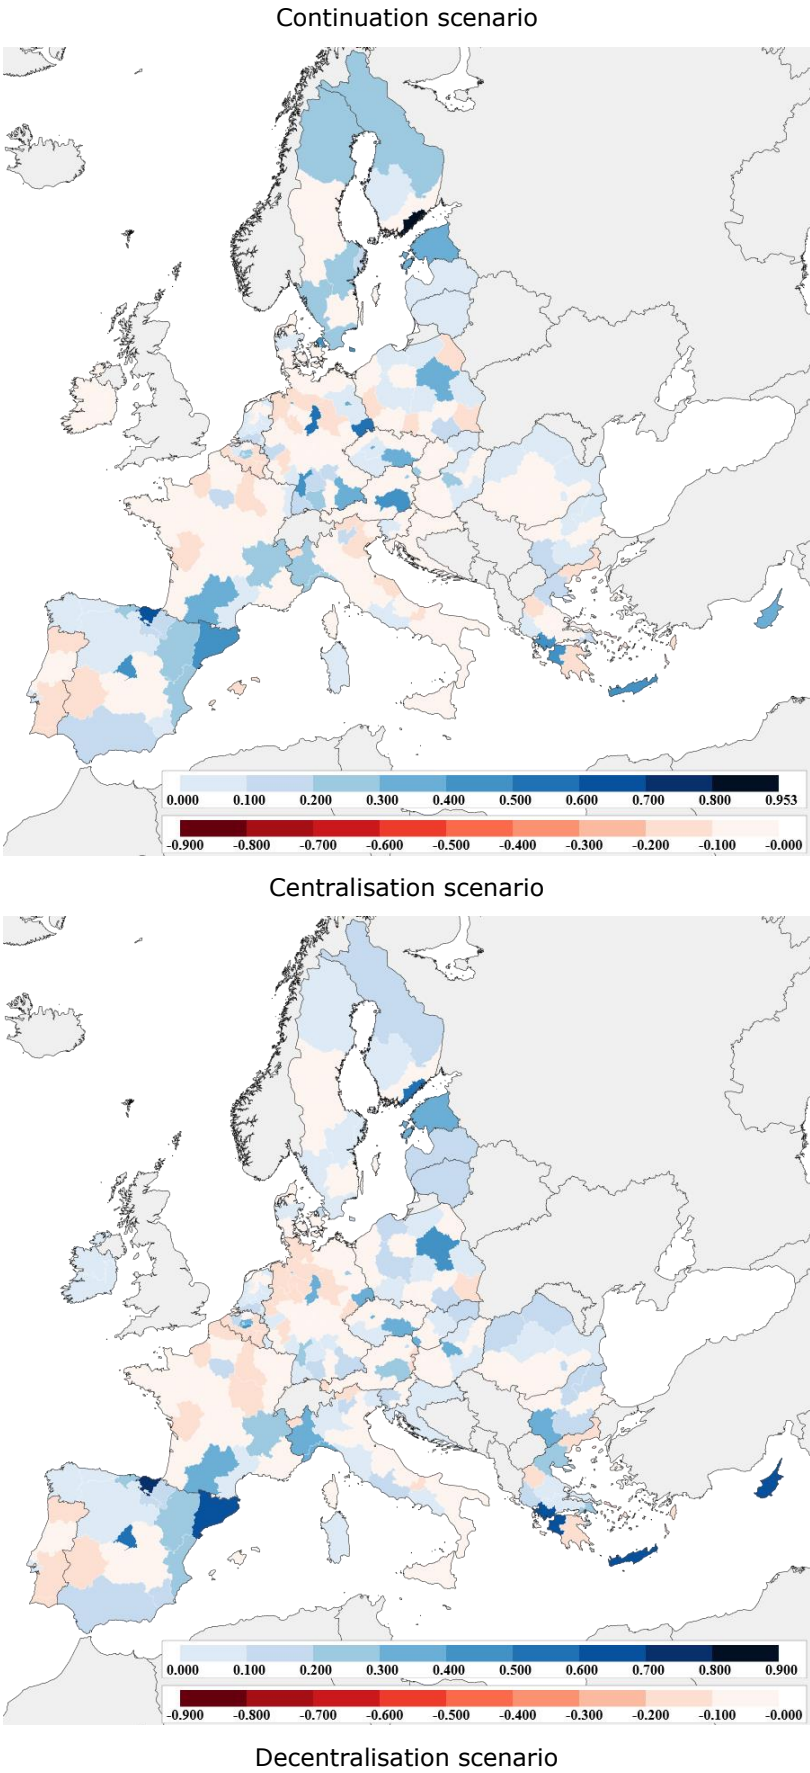 Continuation scenario
0.000 0.100 0.200 0.300 0.400 0.553 0.600 0.700 0.800 0.953
-0.900 -0.800 -0.700 -0.600 -0.500 -0.400 -0.300 -0.200 -0.100 -0.000
Centralisation scenario
0.000 0.100 0.200 0.300 0.400 0.500 0.600 0.700 0.800 0.900
-0.900 -0.800 -0.700 -0.600 -0.500 -0.400 -0.300 -0.200 -0.100 -0.000
Decentralisation scenario